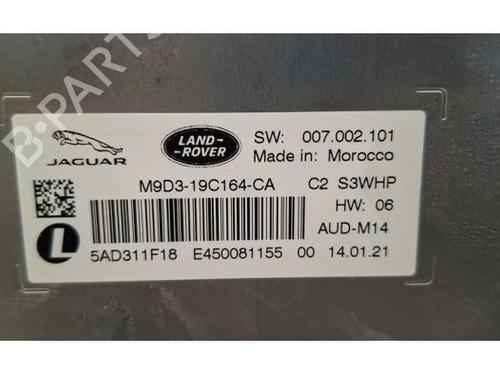 B-PARTS
JAGUAR
LAND-
ROVER
SW: 007.002.101
Made in: Morocco
M9D3-19C164-CA C2 S3WHP
HW: 06
AUD-M14
L
5AD311F18 E450081155 00 14.01.21